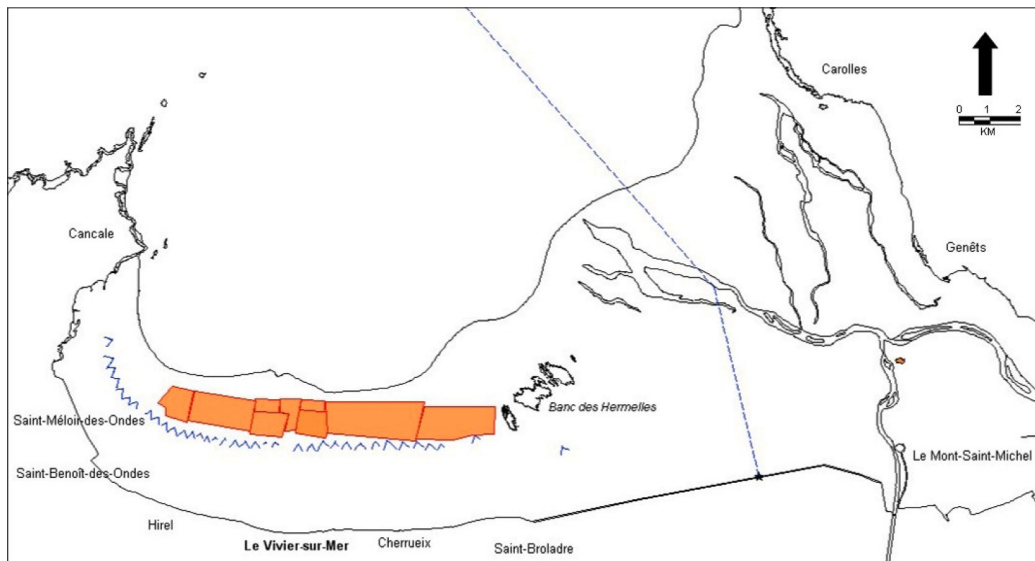 Carolles
0 1 2
KM
Cancale
Genêts
Banc des Hermelles
Saint-Méloir-des-Ondes
Le Mont-Saint-Michel
Saint-Benoît-des-Ondes
Hirel
Le Vivier-sur-Mer
Cherrueix
Saint-Broladre